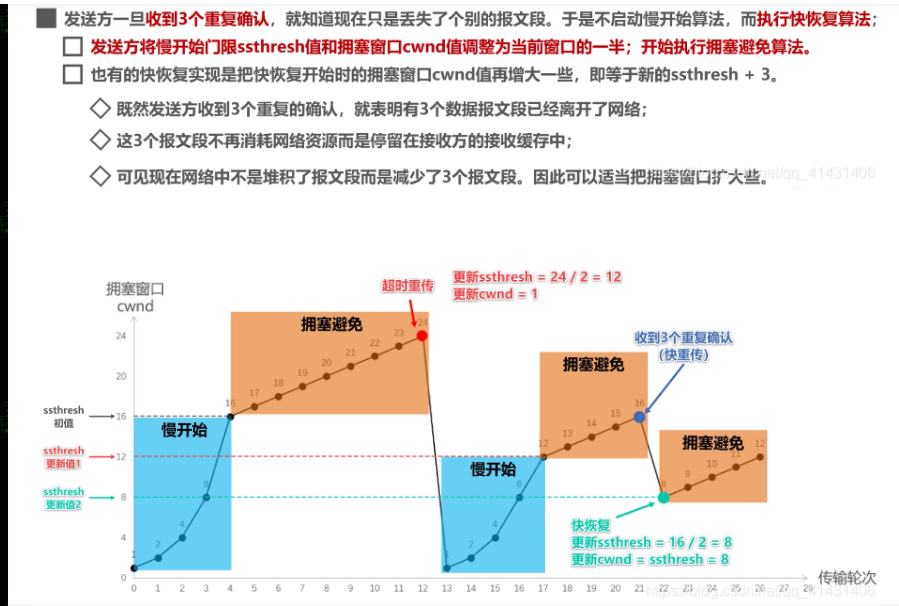 发送方一旦收到3个重复确认，就知道现在只是丢失了个别的报文段。于是不启动慢开始算法，而执行快恢复算法；
发送方将慢开始门限ssthresh值和拥塞窗口cwnd值调整为当前窗口的一半；开始执行拥塞避免算法。
也有的快恢复实现是把快恢复开始时的拥塞窗口cwnd值再增大一些，即等于新的ssthresh + 3。
既然发送方收到3个重复的确认，就表明有3个数据报文段已经离开了网络；
这3个报文段不再消耗网络资源而是停留在接收方的接收缓存中；
可见现在网络中不是堆积了报文段而是减少了3个报文段。因此可以适当把拥塞窗口扩大些。
拥塞窗口
cwnd
超时重传
更新ssthresh = 24 / 2 = 12
更新cwnd = 1
拥塞避免
24
23
22
21
20
19
18
17
16
收到3个重复确认
（快重传）
拥塞避免
16
15
14
13
12
拥塞避免
12
11
10
9
8
慢开始
8
4
2
1
慢开始
8
4
2
1
24
20
16
12
8
4
0
ssthresh
初值
ssthresh
更新值1
ssthresh
更新值2
快恢复
更新ssthresh = 16 / 2 = 8
更新cwnd = ssthresh = 8
0 1 2 3 4 5 6 7 8 9 10 11 12 13 14 15 16 17 18 19 20 21 22 23 24 25 26 27 28 29
传输轮次
https://blog.csdn.net/qq_41431406